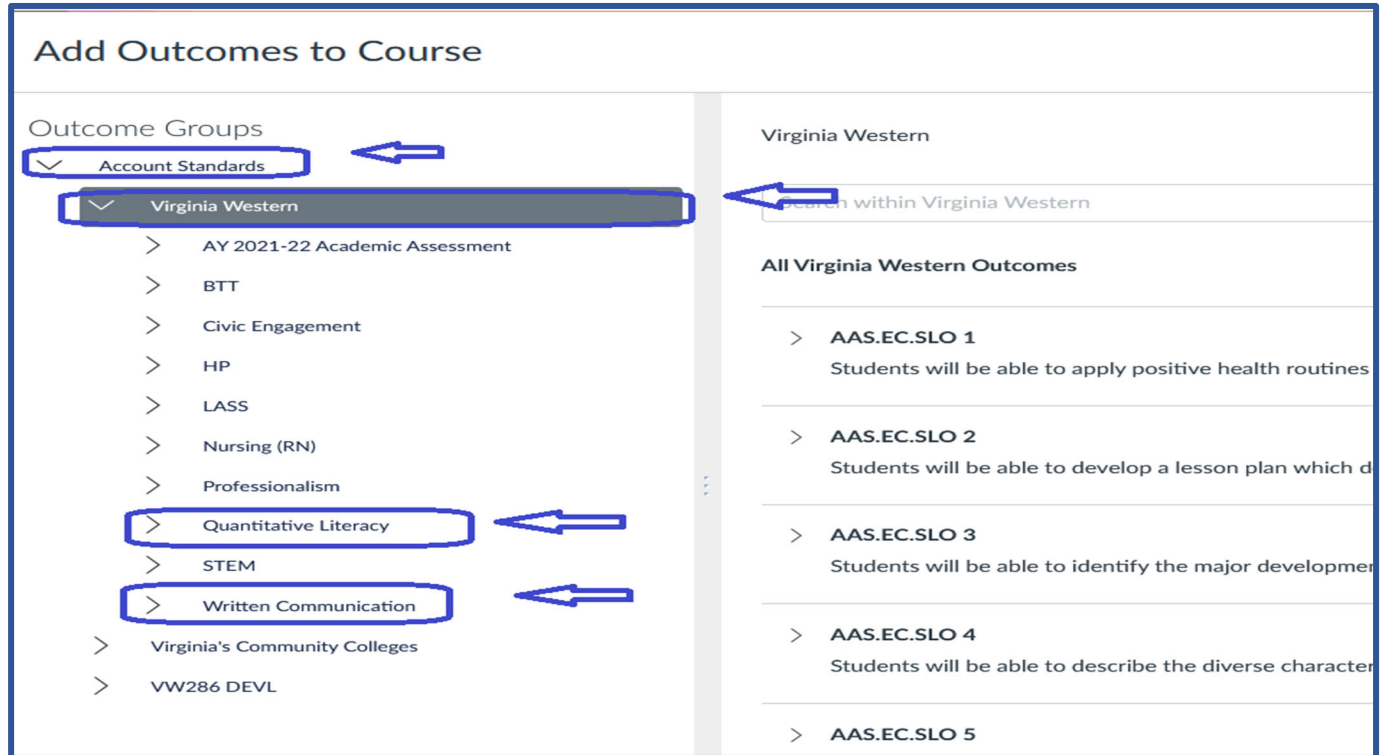 Add Outcomes to Course
Outcome Groups
Account Standards
Virginia Western
AY 2021-22 Academic Assessment
BTT
Civic Engagement
HP
LASS
Nursing (RN)
Professionalism
Quantitative Literacy
STEM
Written Communication
Virginia's Community Colleges
VW286 DEVL
Virginia Western
Search within Virginia Western
All Virginia Western Outcomes
AAS.EC.SLO 1
Students will be able to apply positive health routines
AAS.EC.SLO 2
Students will be able to develop a lesson plan which d
AAS.EC.SLO 3
Students will be able to identify the major developmer
AAS.EC.SLO 4
Students will be able to describe the diverse character
AAS.EC.SLO 5